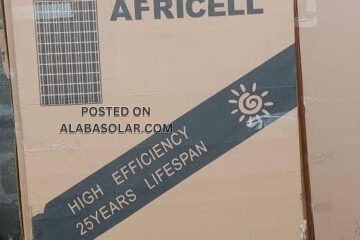 AFRICELL
POSTED ON
ALABASOLAR.COM
HIGH EFFICIENCY
25YEARS LIFESPAN